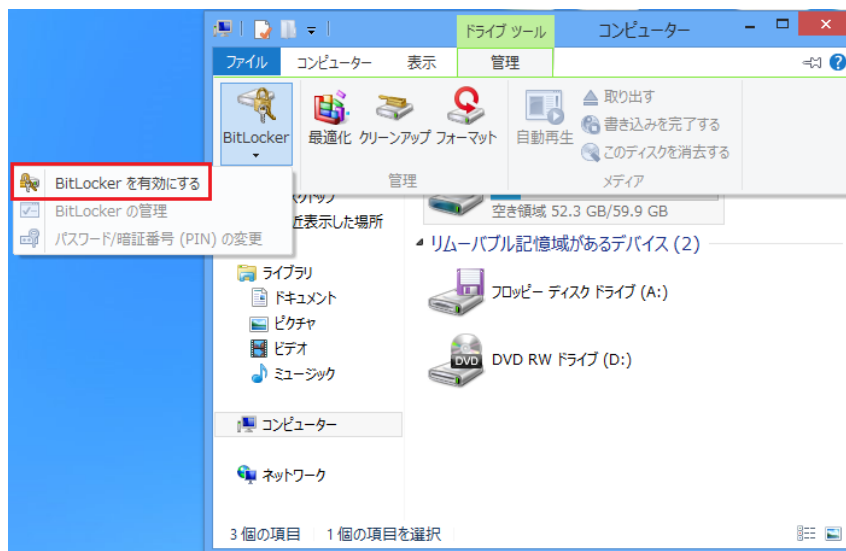 ドライブ ツール
コンピューター
ファイル
コンピューター
表示
管理
BitLocker
最適化
クリーンアップ
フォーマット
自動再生
取り出す
書き込みを完了する
このディスクを消去する
管理
メディア
BitLocker を有効にする
BitLocker の管理
パスワード/暗証番号 (PIN) の変更
近表示した場所
ライブラリ
ドキュメント
ピクチャ
ビデオ
ミュージック
コンピューター
ネットワーク
空き領域 52.3 GB/59.9 GB
リムーバブル記憶域があるデバイス (2)
フロッピー ディスク ドライブ (A:)
DVD
DVD RW ドライブ (D:)
3 個の項目
1 個の項目を選択